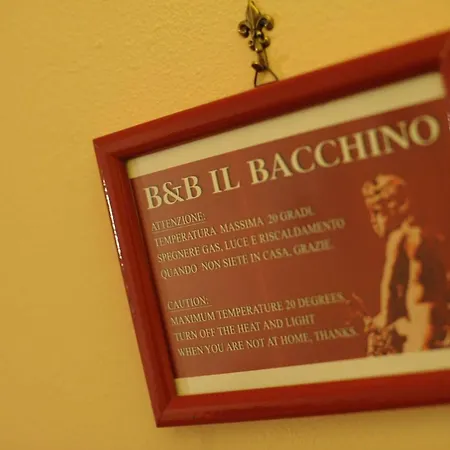 B&B IL BACCHINO
ATTENZIONE:
TEMPERATURA MASSIMA 20 GRADI.
SPEGNERE GAS, LUCE E RISCALDAMENTO
QUANDO NON SIETE IN CASA, GRAZIE.
CAUTION:
MAXIMUM TEMPERATURE 20 DEGREES,
TURN OFF THE HEAT AND LIGHT
WHEN YOU ARE NOT AT HOME, THANKS.